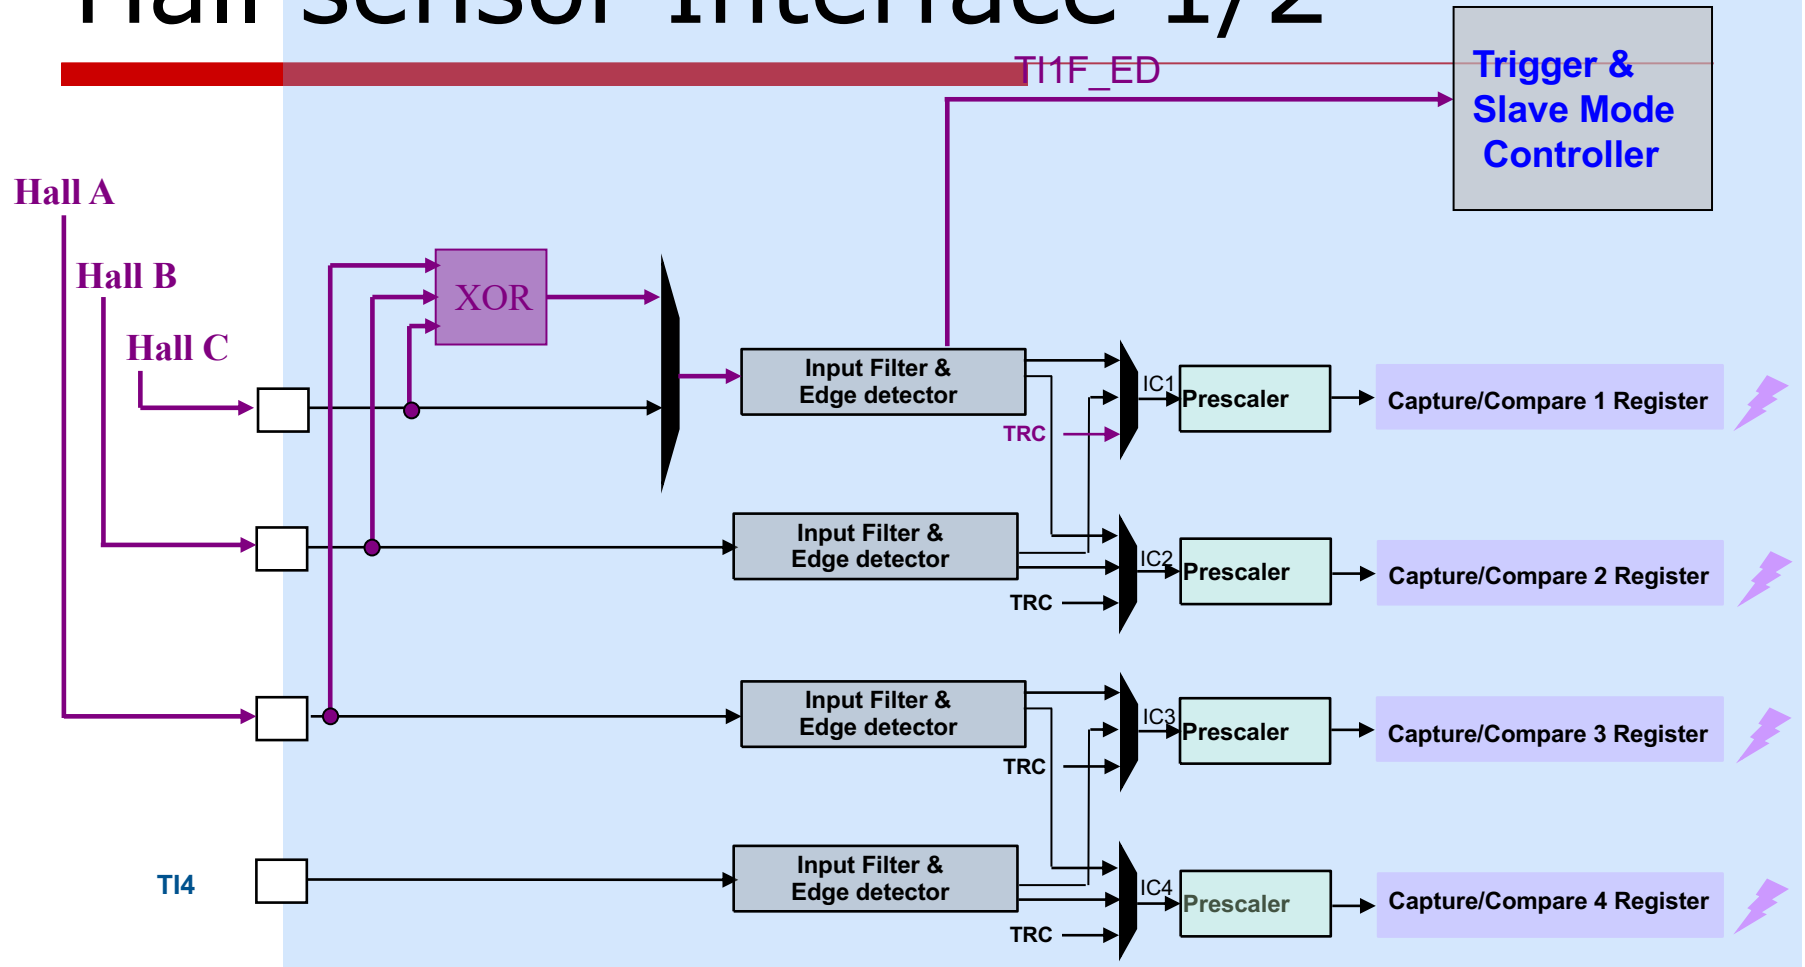 Hall sensor Interface 1/2
TI1F_ED
Trigger &
Slave Mode
Controller
Hall A
Hall B
Hall C
XOR
Input Filter &
Edge detector
TRC
IC1
Prescaler
Capture/Compare 1 Register
Input Filter &
Edge detector
TRC
IC2
Prescaler
Capture/Compare 2 Register
Input Filter &
Edge detector
TRC
IC3
Prescaler
Capture/Compare 3 Register
TI4
Input Filter &
Edge detector
TRC
IC4
Prescaler
Capture/Compare 4 Register